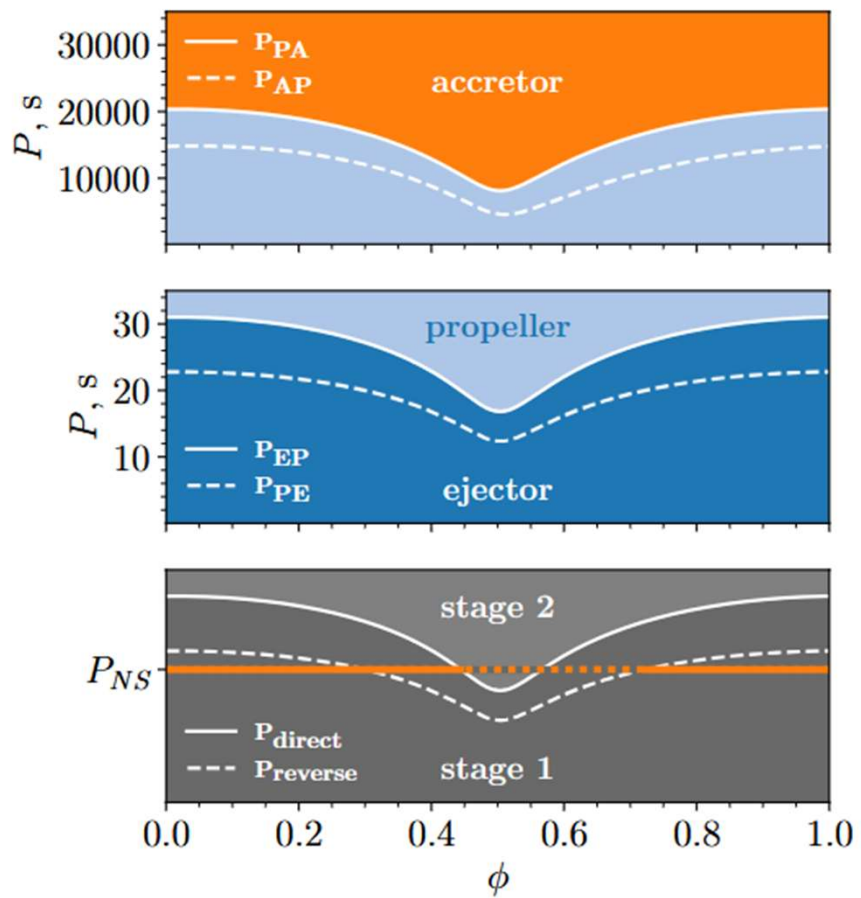 30000
20000
10000
P, s
P_PA
P_AP
accretor
30
20
10
P, s
propeller
P_EP
P_PE
ejector
P_NS
stage 2
P_direct
P_reverse
stage 1
0.0 0.2 0.4 0.6 0.8 1.0
ϕ